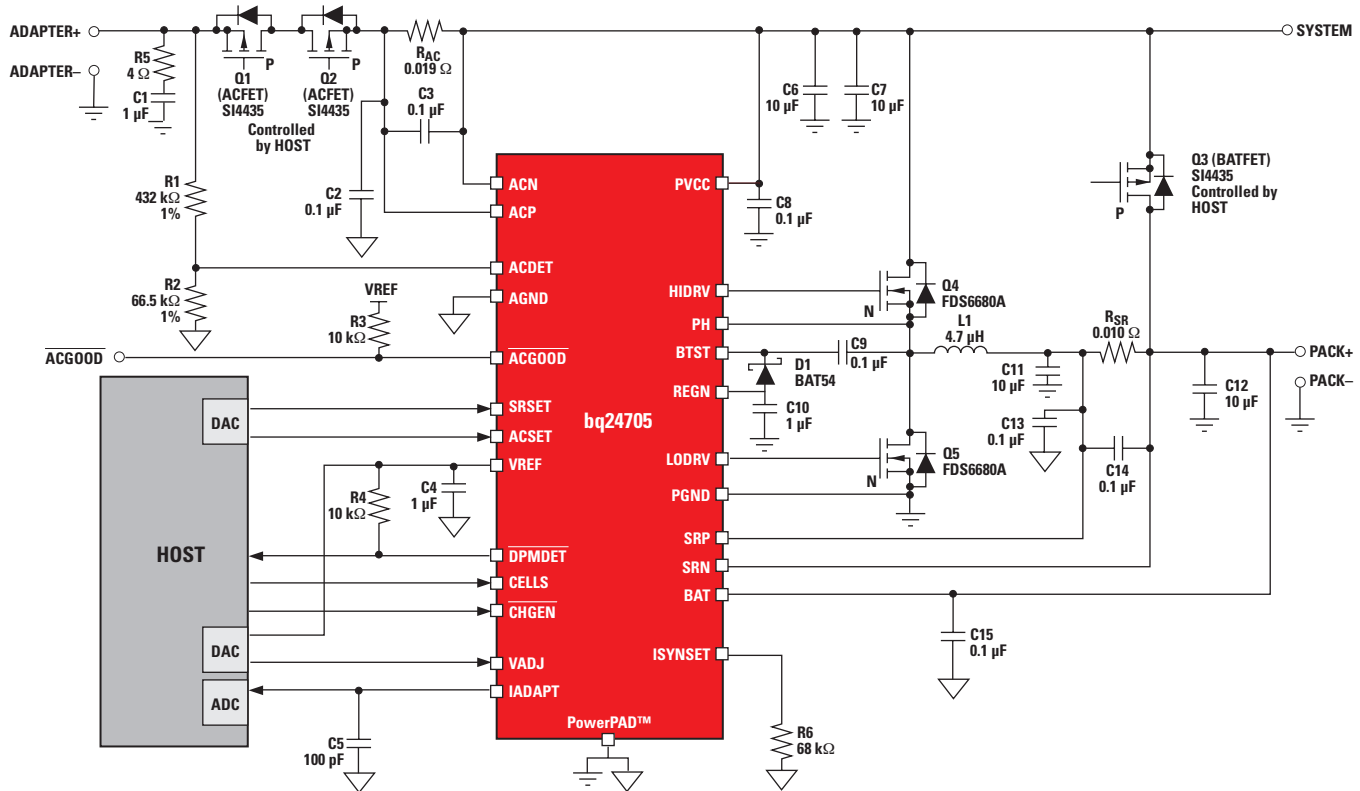 ADAPTER+
ADAPTER–
R5
4 Ω
C1
1 µF
Q1
(ACFET)
SI4435
P
Q2
(ACFET)
SI4435
P
Controlled
by HOST
RAC
0.019 Ω
C3
0.1 µF
C2
0.1 µF
R1
432 kΩ
1%
R2
66.5 kΩ
1%
VREF
R3
10 kΩ
ACGOOD
SYSTEM
C6
10 µF
C7
10 µF
C8
0.1 µF
Q3 (BATFET)
SI4435
Controlled by
HOST
P
ACN
ACP
ACDET
AGND
ACGOOD
SRSET
ACSET
VREF
DPMDET
CELLS
CHGEN
VADJ
IADAPT
bq24705
PowerPAD™
PVCC
HIDRV
PH
BTST
REGN
LODRV
PGND
SRP
SRN
BAT
ISYNSET
Q4
FDS6680A
N
L1
4.7 µH
RSR
0.010 Ω
C9
0.1 µF
D1
BAT54
C10
1 µF
C11
10 µF
C13
0.1 µF
C14
0.1 µF
C12
10 µF
PACK+
PACK–
Q5
FDS6680A
N
C15
0.1 µF
R6
68 kΩ
HOST
DAC
DAC
ADC
R4
10 kΩ
C4
1 µF
C5
100 pF